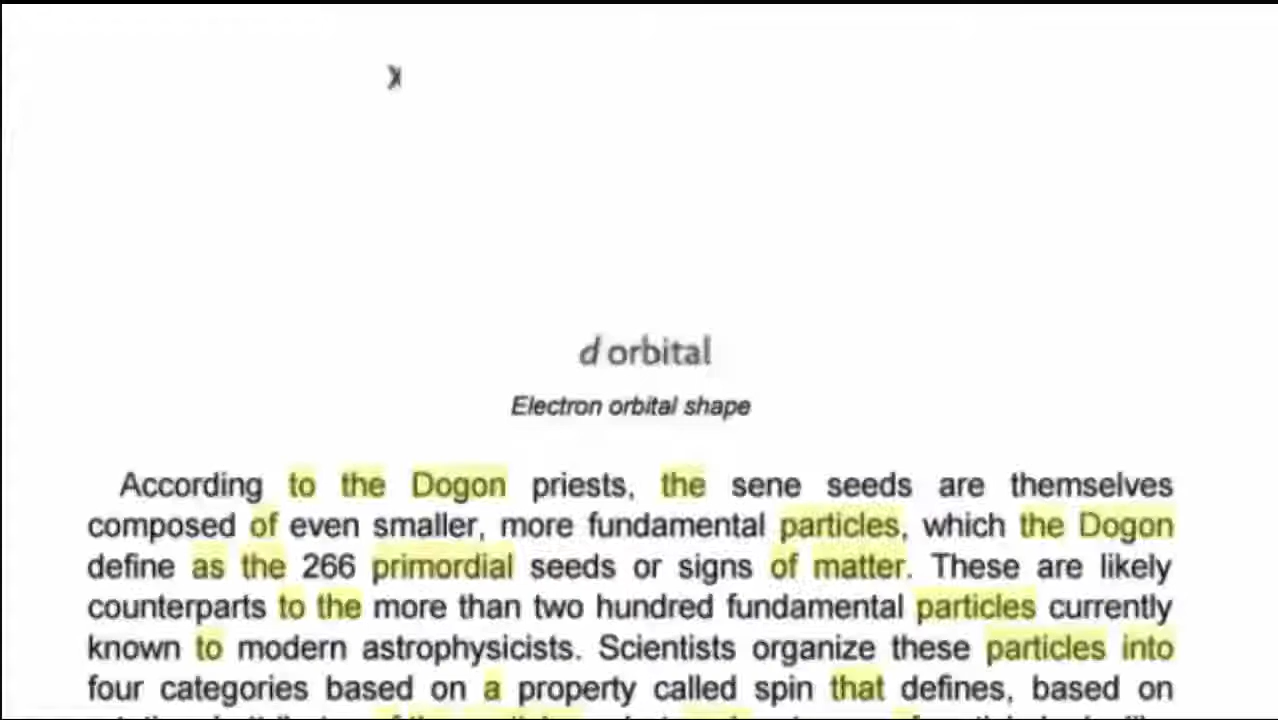 x
d orbital
Electron orbital shape
According to the Dogon priests, the sene seeds are themselves
composed of even smaller, more fundamental particles, which the Dogon
define as the 266 primordial seeds or signs of matter. These are likely
counterparts to the more than two hundred fundamental particles currently
known to modern astrophysicists. Scientists organize these particles into
four categories based on a property called spin that defines, based on